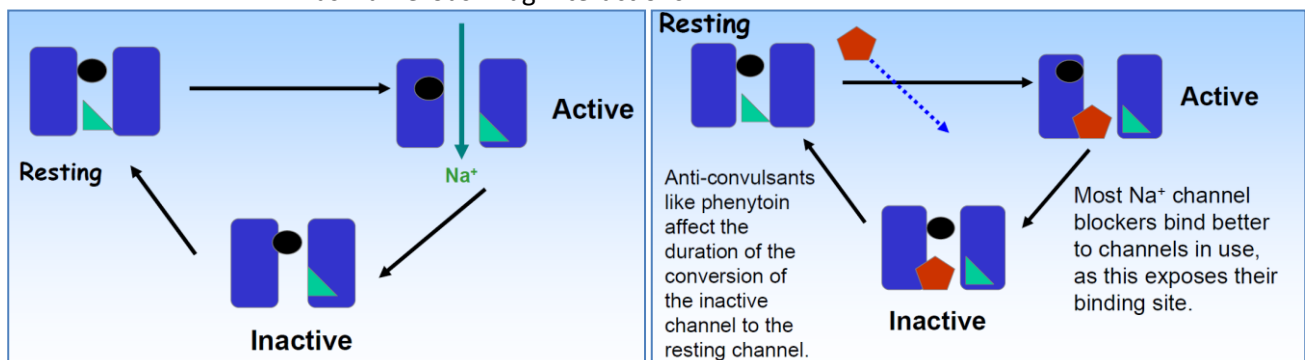 Resting
Active
Na⁺
Inactive
Resting
Active
Anti-convulsants
like phenytoin
affect the
duration of the
conversion of
the inactive
channel to the
resting channel.
Most Na⁺ channel
blockers bind better
to channels in use,
as this exposes their
binding site.
Inactive